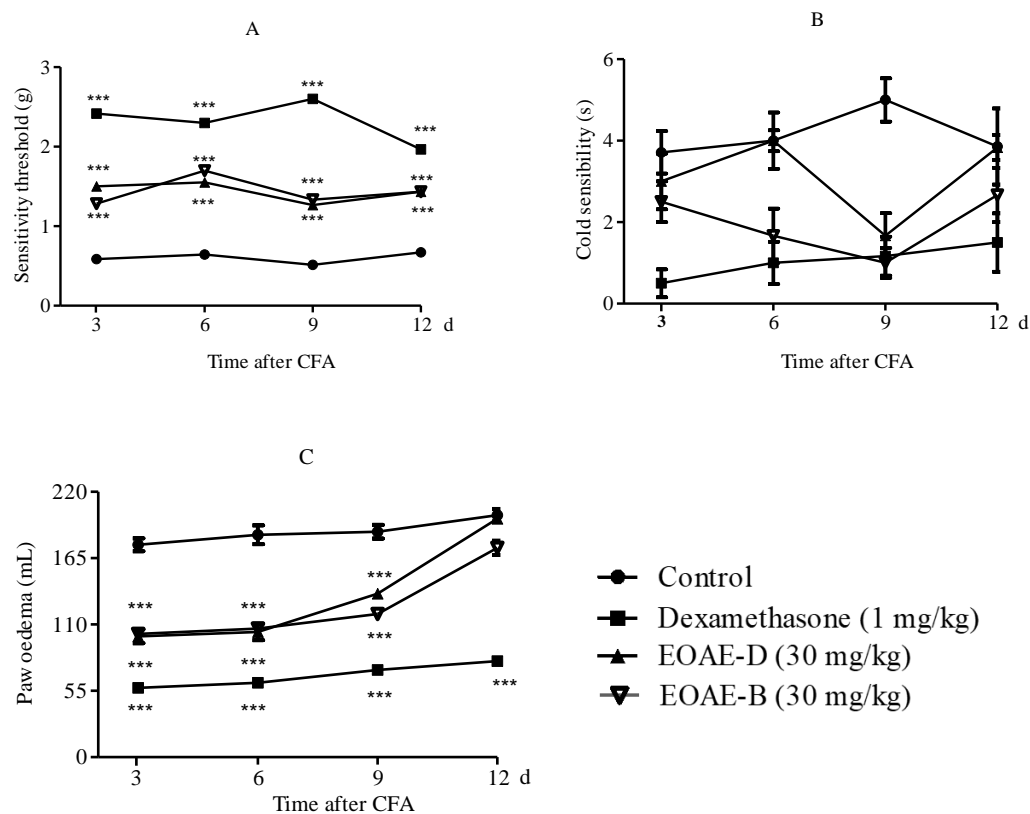 A
Sensitivity threshold (g)
3
2
1
0
***
***
***
***
***
***
***
***
***
***
***
***
3 6 9 12 d
Time after CFA
B
Cold sensibility (s)
6
4
2
0
3 6 9 12 d
Time after CFA
C
Paw oedema (mL)
220
165
110
55
0
***
***
***
***
***
***
***
***
***
***
3 6 9 12 d
Time after CFA
Control
Dexamethasone (1 mg/kg)
EOAE-D (30 mg/kg)
EOAE-B (30 mg/kg)